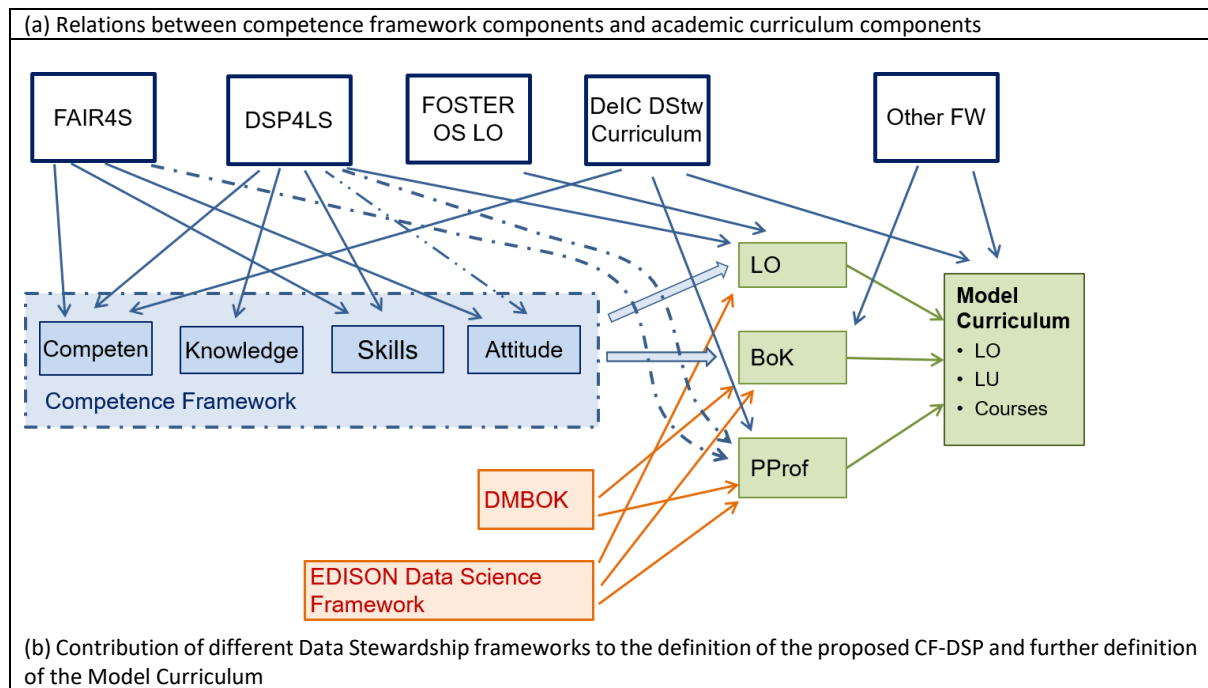 (a) Relations between competence framework components and academic curriculum components
FAIR4S
DSP4LS
FOSTER
OS LO
DeIC DStw
Curriculum
Other FW
LO
Model
Curriculum
• LO
• LU
• Courses
Competen
Knowledge
Skills
Attitude
BoK
Competence Framework
PProf
DMBOK
EDISON Data Science
Framework
(b) Contribution of different Data Stewardship frameworks to the definition of the proposed CF-DSP and further definition
of the Model Curriculum